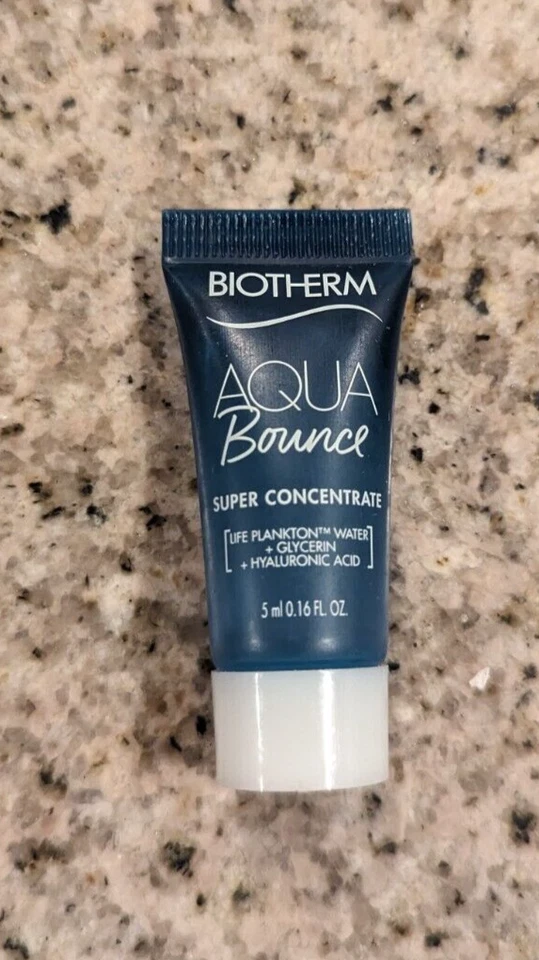 BIOTHERM
AQUA
Bounce
SUPER CONCENTRATE
[LIFE PLANKTON™ WATER
+ GLYCERIN
+ HYALURONIC ACID]
5 ml 0.16 FL. OZ.